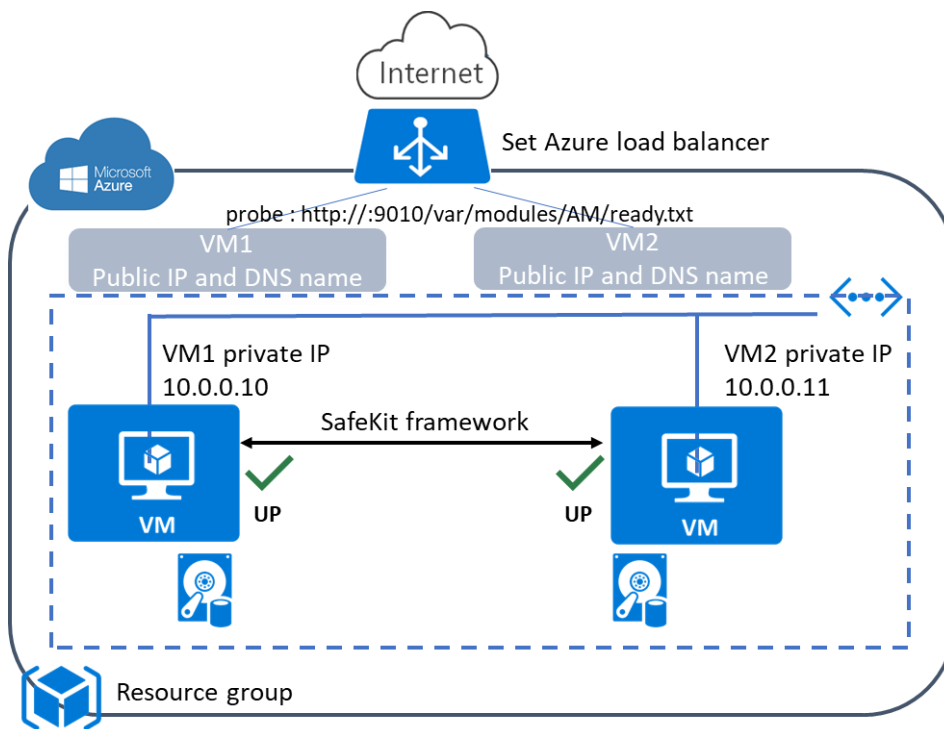 Internet
Set Azure load balancer
Microsoft
Azure
probe : http://:9010/var/modules/AM/ready.txt
VM1
Public IP and DNS name
VM2
Public IP and DNS name
VM1 private IP
10.0.0.10
VM2 private IP
10.0.0.11
SafeKit framework
UP
UP
VM
VM
Resource group